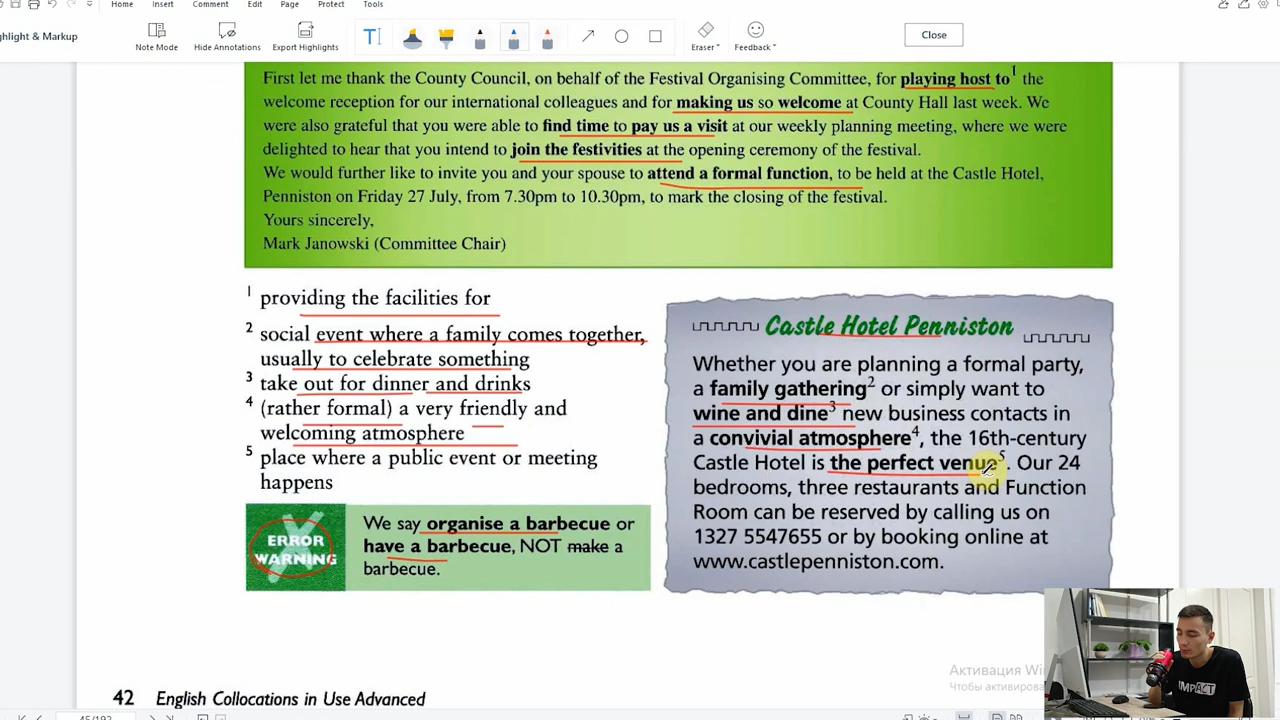 Home Insert Comment Edit Page Protect Tools
ghlight & Markup
Note Mode Hide Annotations Export Highlights Eraser Feedback Close
First let me thank the County Council, on behalf of the Festival Organising Committee, for playing host to1 the
welcome reception for our international colleagues and for making us so welcome at County Hall last week. We
were also grateful that you were able to find time to pay us a visit at our weekly planning meeting, where we were
delighted to hear that you intend to join the festivities at the opening ceremony of the festival.
We would further like to invite you and your spouse to attend a formal function, to be held at the Castle Hotel,
Penniston on Friday 27 July, from 7.30pm to 10.30pm, to mark the closing of the festival.
Yours sincerely,
Mark Janowski (Committee Chair)
1 providing the facilities for
2 social event where a family comes together,
usually to celebrate something
3 take out for dinner and drinks
4 (rather formal) a very friendly and
welcoming atmosphere
5 place where a public event or meeting
happens
ERROR
WARNING
We say organise a barbecue or
have a barbecue, NOT make a
barbecue.
Castle Hotel Penniston
Whether you are planning a formal party,
a family gathering2 or simply want to
wine and dine3 new business contacts in
a convivial atmosphere4, the 16th-century
Castle Hotel is the perfect venue5. Our 24
bedrooms, three restaurants and Function
Room can be reserved by calling us on
1327 5547655 or by booking online at
www.castlepenniston.com.
Активация Wi
Чтобы активирова
IMPACT
42 English Collocations in Use Advanced
45/192